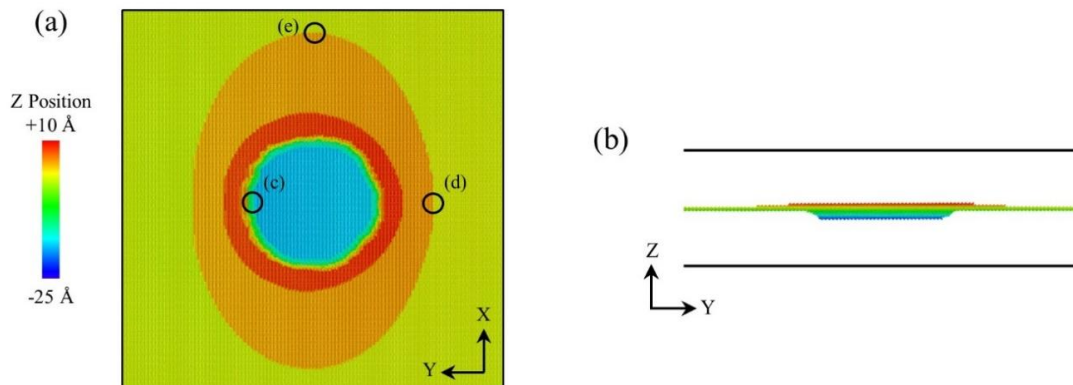 (a)
(e)
Z Position
+10 Å
-25 Å
(c)
(d)
X
Y
(b)
Z
Y